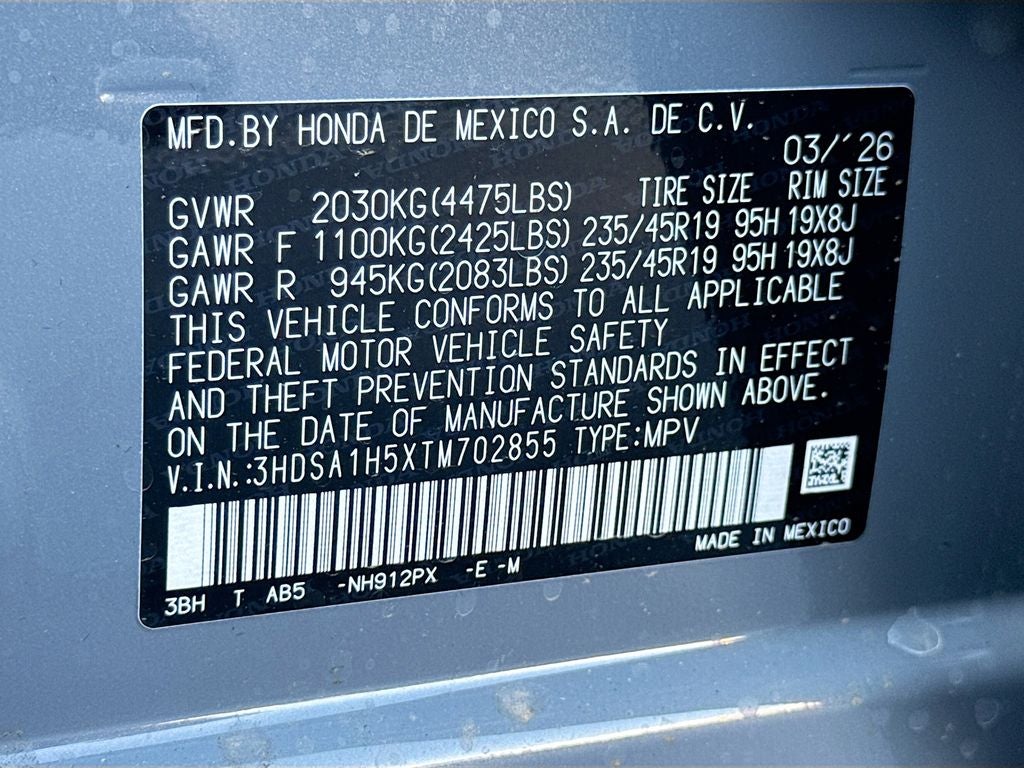 MFD.BY HONDA DE MEXICO S.A. DE C.V.
03/´26
GVWR 2030KG(4475LBS) TIRE SIZE RIM SIZE
GAWR F 1100KG(2425LBS) 235/45R19 95H 19X8J
GAWR R 945KG(2083LBS) 235/45R19 95H 19X8J
THIS VEHICLE CONFORMS TO ALL APPLICABLE
FEDERAL MOTOR VEHICLE SAFETY
AND THEFT PREVENTION STANDARDS IN EFFECT
ON THE DATE OF MANUFACTURE SHOWN ABOVE.
V.I.N.:3HDSA1H5XTM702855 TYPE:MPV
MADE IN MEXICO
3BH T AB5 -NH912PX -E -M